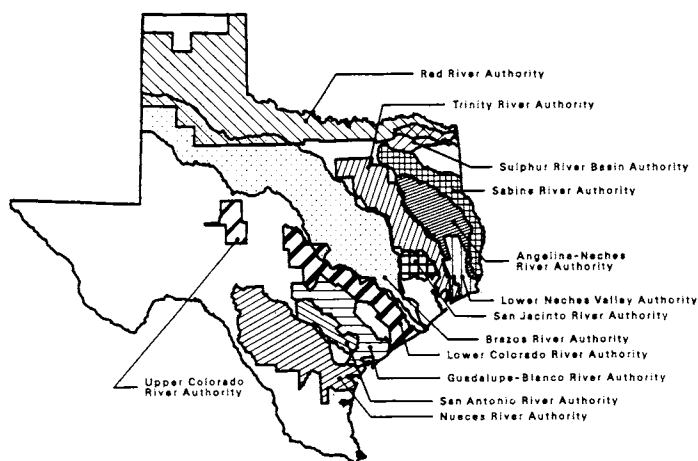 Red River Authority
Trinity River Authority
Sulphur River Basin Authority
Sabine River Authority
Angelina-Neches
River Authority
Lower Neches Valley Authority
San Jacinto River Authority
Brazos River Authority
Lower Colorado River Authority
Guadalupe-Blanco River Authority
San Antonio River Authority
Nueces River Authority
Upper Colorado
River Authority